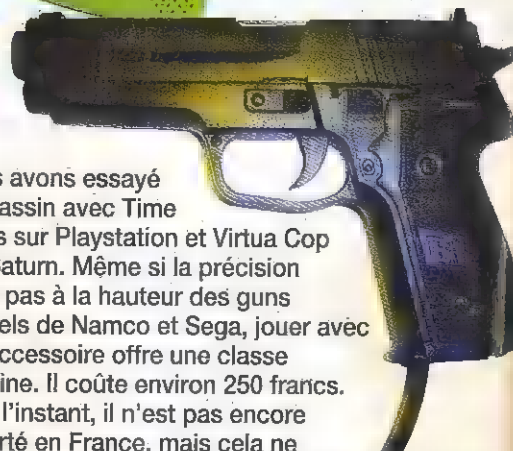 s avons essayé
assin avec Time
s sur Playstation et Virtua Cop
Saturn. Même si la précision
pas à la hauteur des guns
els de Namco et Sega, jouer avec
ccessoire offre une classe
ine. Il coûte environ 250 francs.
l'instant, il n'est pas encore
rté en France, mais cela ne